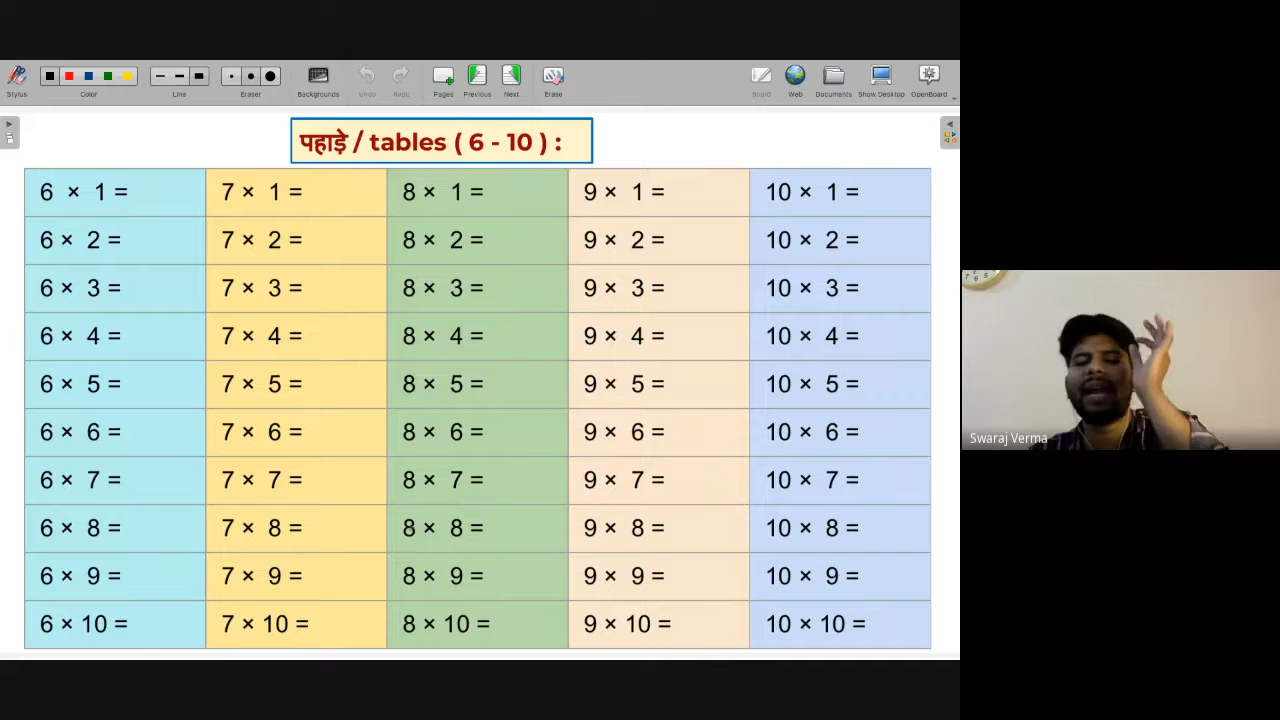 Stylus Color Line Eraser Backgrounds Undo Redo Pages Previous Next Erase Board Web Documents Show Desktop OpenBoard
पहाड़े / tables ( 6 - 10 ) :
6 × 1 = 7 × 1 = 8 × 1 = 9 × 1 = 10 × 1 =
6 × 2 = 7 × 2 = 8 × 2 = 9 × 2 = 10 × 2 =
6 × 3 = 7 × 3 = 8 × 3 = 9 × 3 = 10 × 3 =
6 × 4 = 7 × 4 = 8 × 4 = 9 × 4 = 10 × 4 =
6 × 5 = 7 × 5 = 8 × 5 = 9 × 5 = 10 × 5 =
6 × 6 = 7 × 6 = 8 × 6 = 9 × 6 = 10 × 6 =
6 × 7 = 7 × 7 = 8 × 7 = 9 × 7 = 10 × 7 =
6 × 8 = 7 × 8 = 8 × 8 = 9 × 8 = 10 × 8 =
6 × 9 = 7 × 9 = 8 × 9 = 9 × 9 = 10 × 9 =
6 × 10 = 7 × 10 = 8 × 10 = 9 × 10 = 10 × 10 =
7 6 5
Swaraj Verma